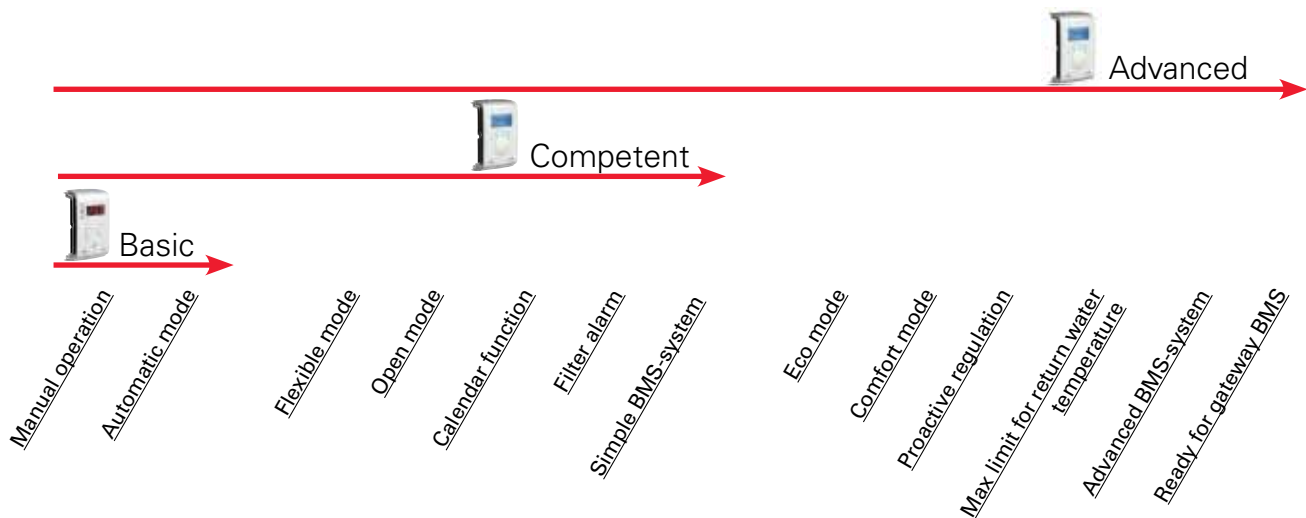 Advanced
Competent
Basic
Manual operation
Automatic mode
Flexible mode
Open mode
Calendar function
Filter alarm
Simple BMS-system
Eco mode
Comfort mode
Proactive regulation
Max limit for return water
temperature
Advanced BMS-system
Ready for gateway BMS